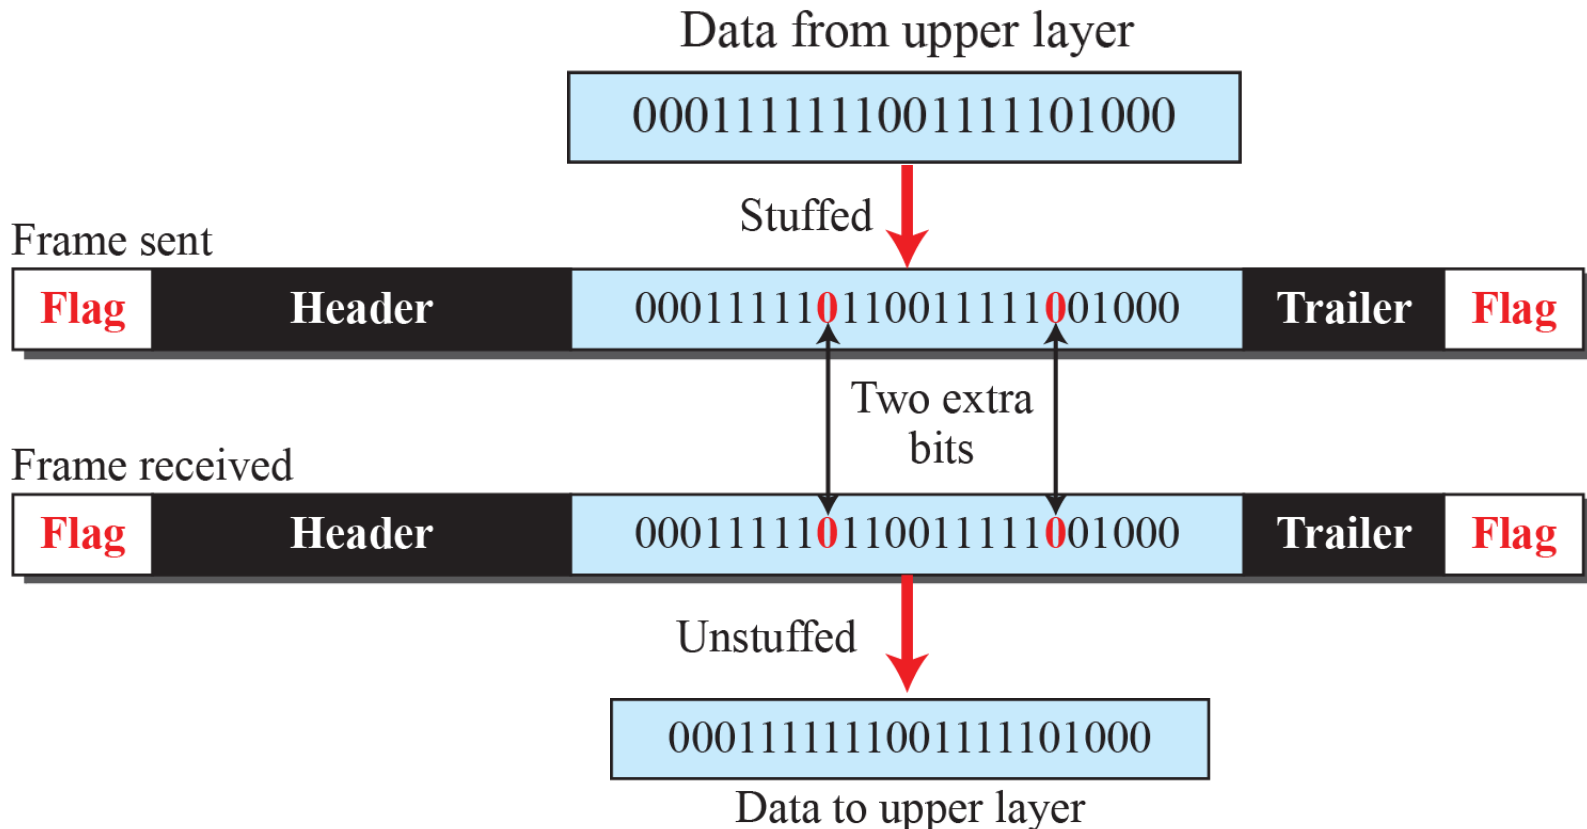 Data from upper layer
0001111111001111101000
Stuffed
Frame sent
Flag Header 000111110110011111001000 Trailer Flag
Two extra
bits
Frame received
Flag Header 000111110110011111001000 Trailer Flag
Unstuffed
0001111111001111101000
Data to upper layer